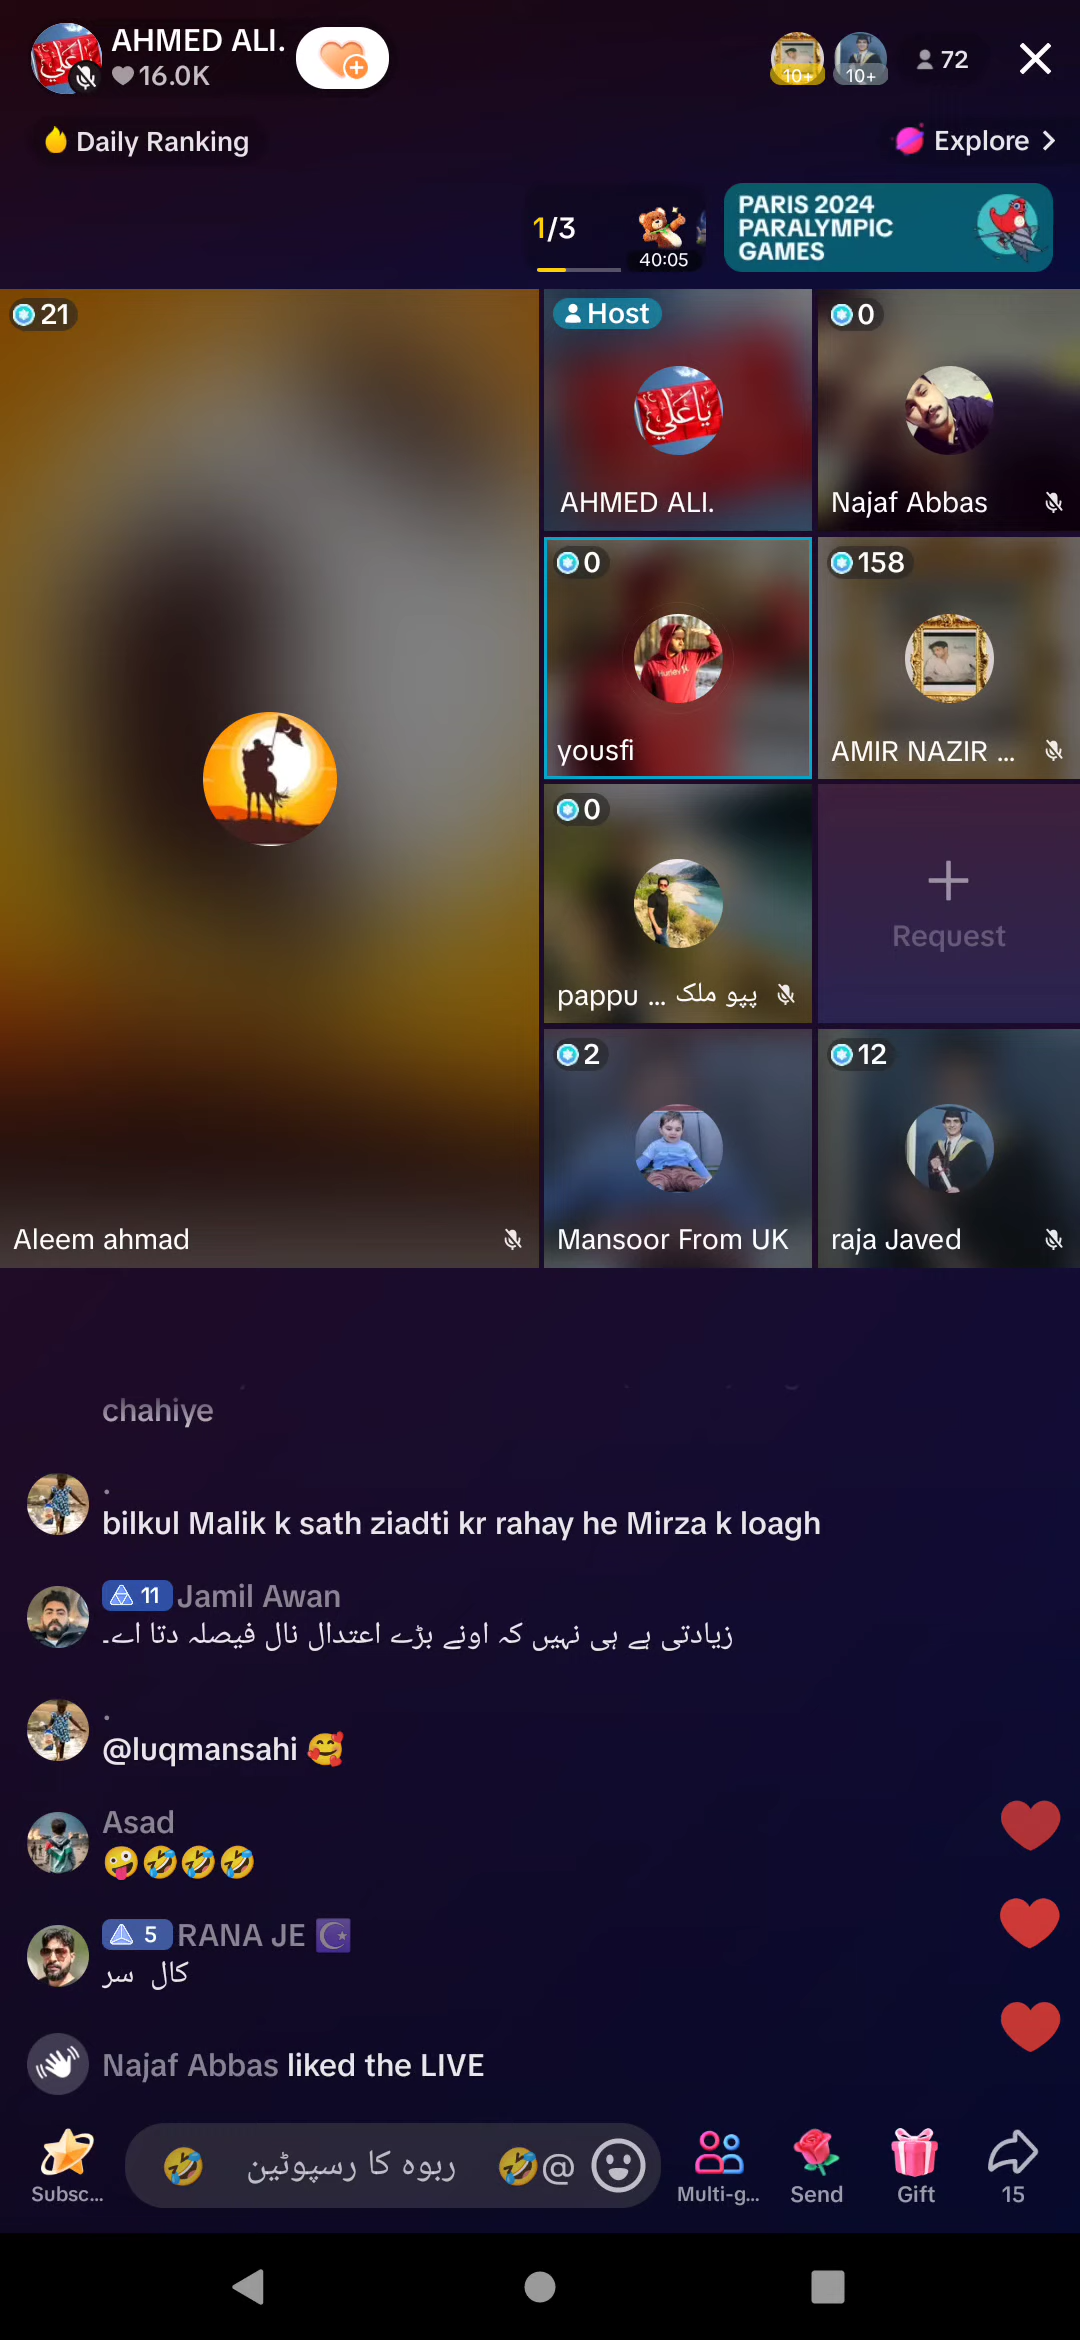 AHMED ALI.
16.0K
10+
10+
72
Daily Ranking
Explore
1/3
40:05
PARIS 2024
PARALYMPIC
GAMES
21
Aleem ahmad
Host
ياعلي
AHMED ALI.
0
Najaf Abbas
0
yousfi
158
AMIR NAZIR ...
0
pappu ... پپو ملک
Request
2
Mansoor From UK
12
raja Javed
chahiye
.
bilkul Malik k sath ziadti kr rahay he Mirza k loagh
11 Jamil Awan
زیادتی ہے ہی نہیں کہ اونے بڑے اعتدال نال فیصلہ دتا اے۔
.
@luqmansahi 🥰
Asad
🤪🤣🤣🤣
5 RANA JE ☪️
کال سر
Najaf Abbas liked the LIVE
🤣 ربوہ کا رسپوٹین 🤣@
Subsc...
Multi-g...
Send
Gift
15